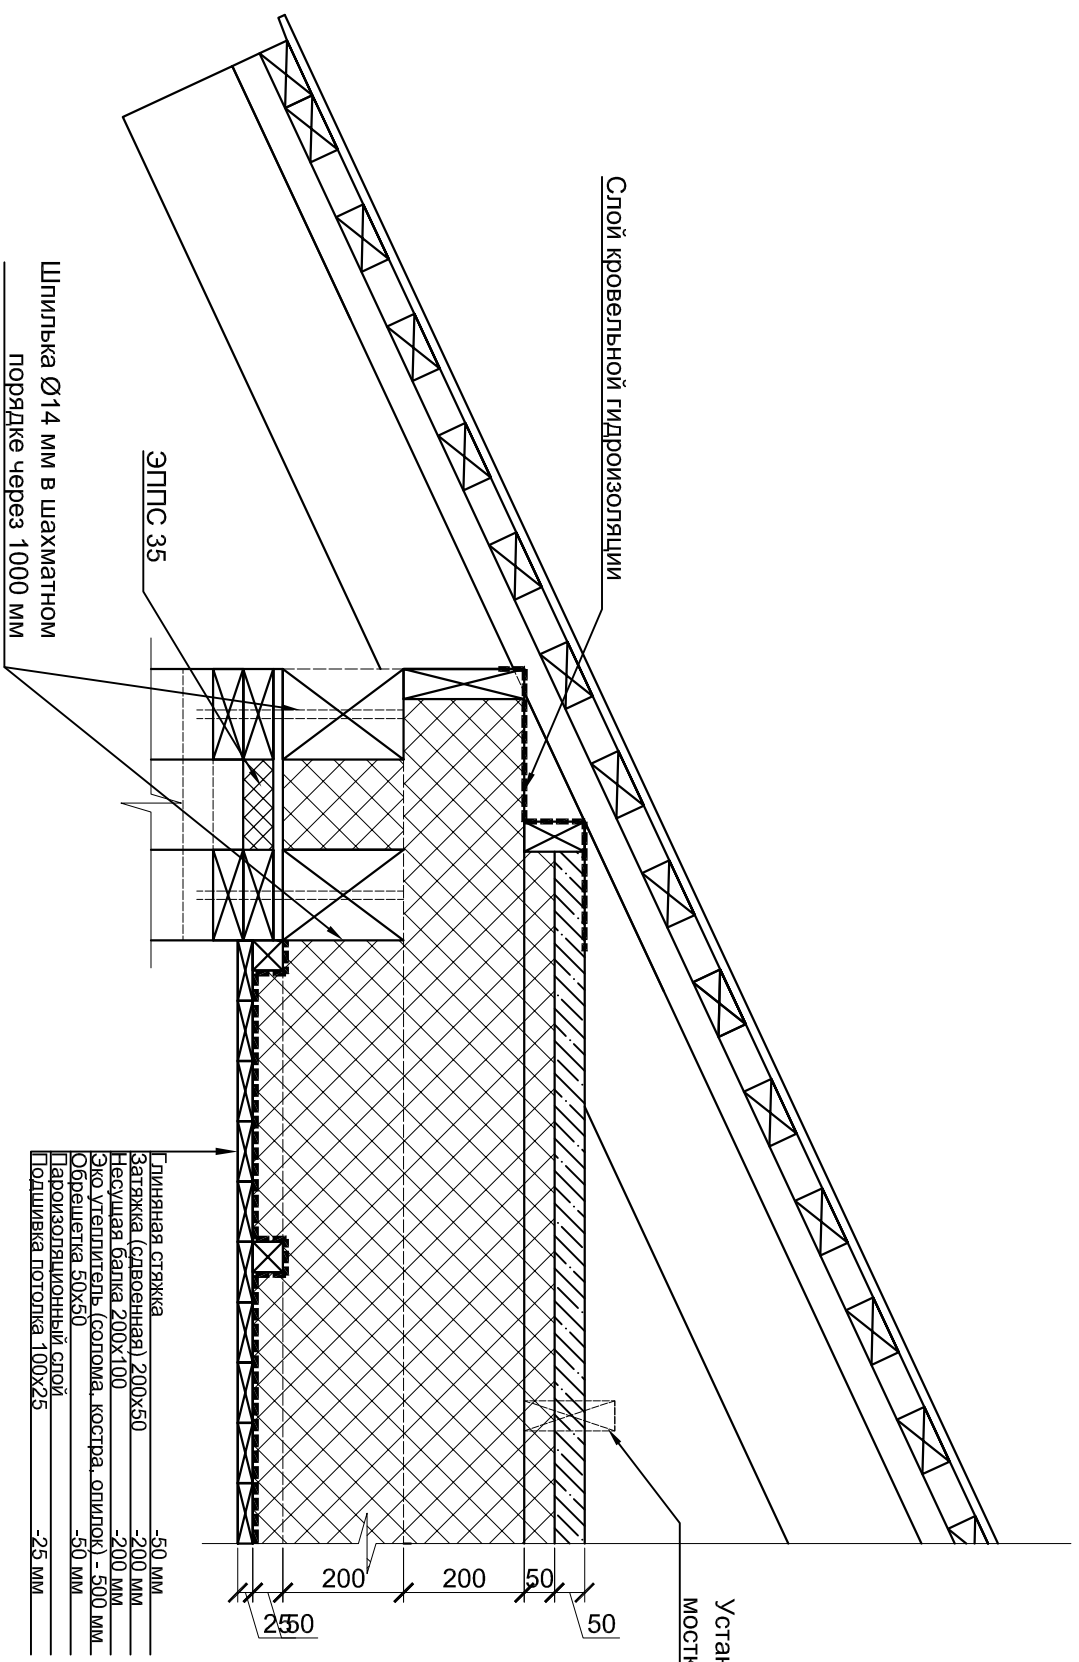 Слой кровельной гидроизоляции
Шпилька Ø14 мм в шахматном
порядке через 1000 мм
ЭППС 35
Глиняная стяжка -50 мм
Затяжка (сдвоенная) 200х50 -200 мм
Несущая балка 200х100 -200 мм
Эко утеплитель (солома, костра, опилок) - 500 мм
Обрешетка 50х50 -50 мм
Пароизоляционный слой
Подшивка потолка 100х25 -25 мм
200
200
50
50
25
50